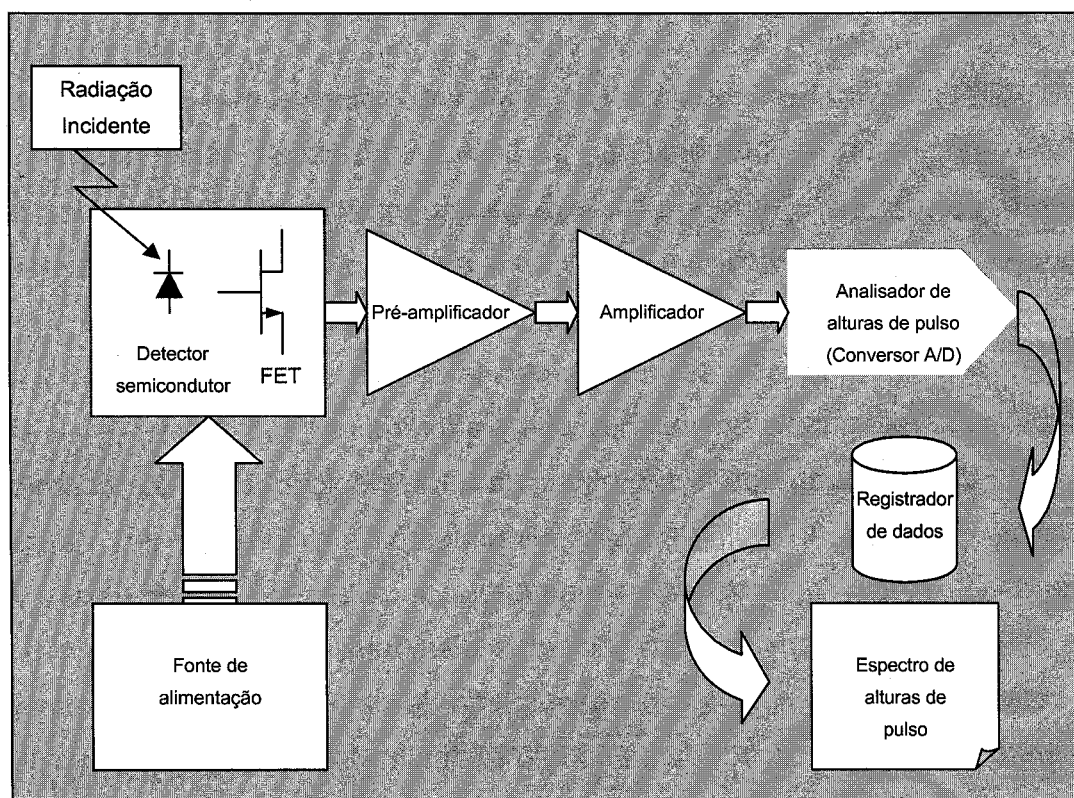 Radiação
Incidente
Detector
semicondutor
FET
Pré-amplificador
Amplificador
Analisador de
alturas de pulso
(Conversor A/D)
Registrador
de dados
Fonte de
alimentação
Espectro de
alturas de
pulso